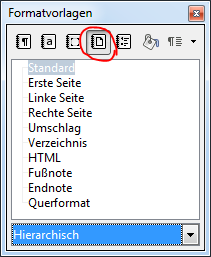 Formatvorlagen
Standard
Erste Seite
Linke Seite
Rechte Seite
Umschlag
Verzeichnis
HTML
Fußnote
Endnote
Querformat
Hierarchisch